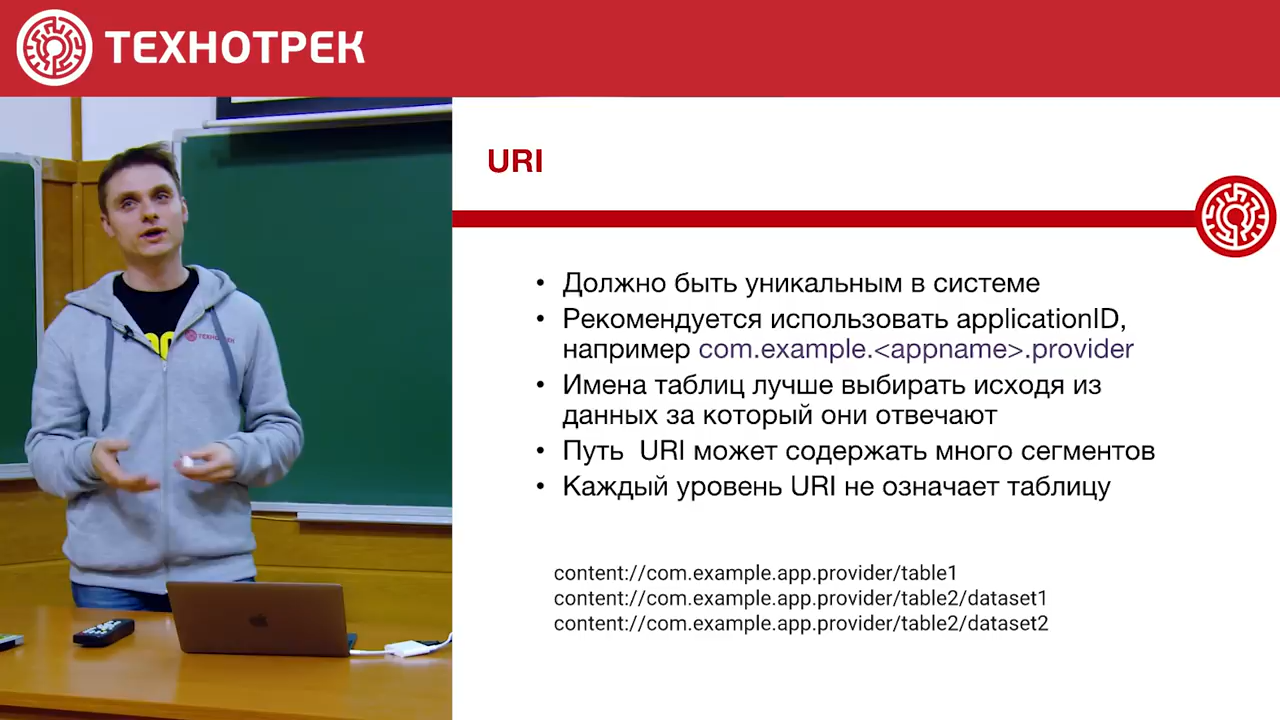 ТЕХНОТРЕК
URI
• Должно быть уникальным в системе
• Рекомендуется использовать applicationID,
например com.example.<appname>.provider
• Имена таблиц лучше выбирать исходя из
данных за который они отвечают
• Путь URI может содержать много сегментов
• Каждый уровень URI не означает таблицу
content://com.example.app.provider/table1
content://com.example.app.provider/table2/dataset1
content://com.example.app.provider/table2/dataset2
ТЕХНОТРЕК